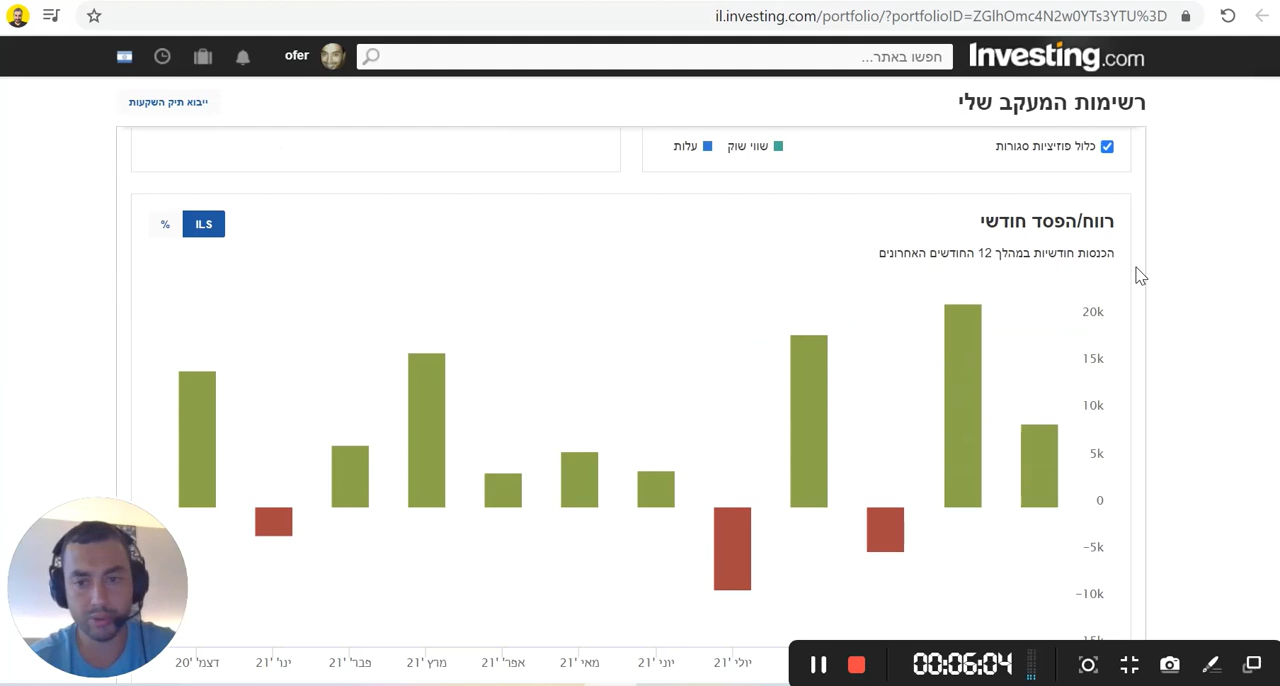 il.investing.com/portfolio/?portfolioID=ZGlhOmc4N2w0YTs3YTU%3D
ofer
חפשו באתר...
Investing.com
רשימות המעקב שלי
ייבוא תיק השקעות
כלול פוזיציות סגורות
שווי שוק
עלות
רווח/הפסד חודשי
ILS
%
הכנסות חודשיות במהלך 12 החודשים האחרונים
20k
15k
10k
5k
0
-5k
-10k
דצמ' '20
ינו' '21
פבר' '21
מרץ '21
אפר' '21
מאי '21
יוני '21
יולי '21
00:06:04